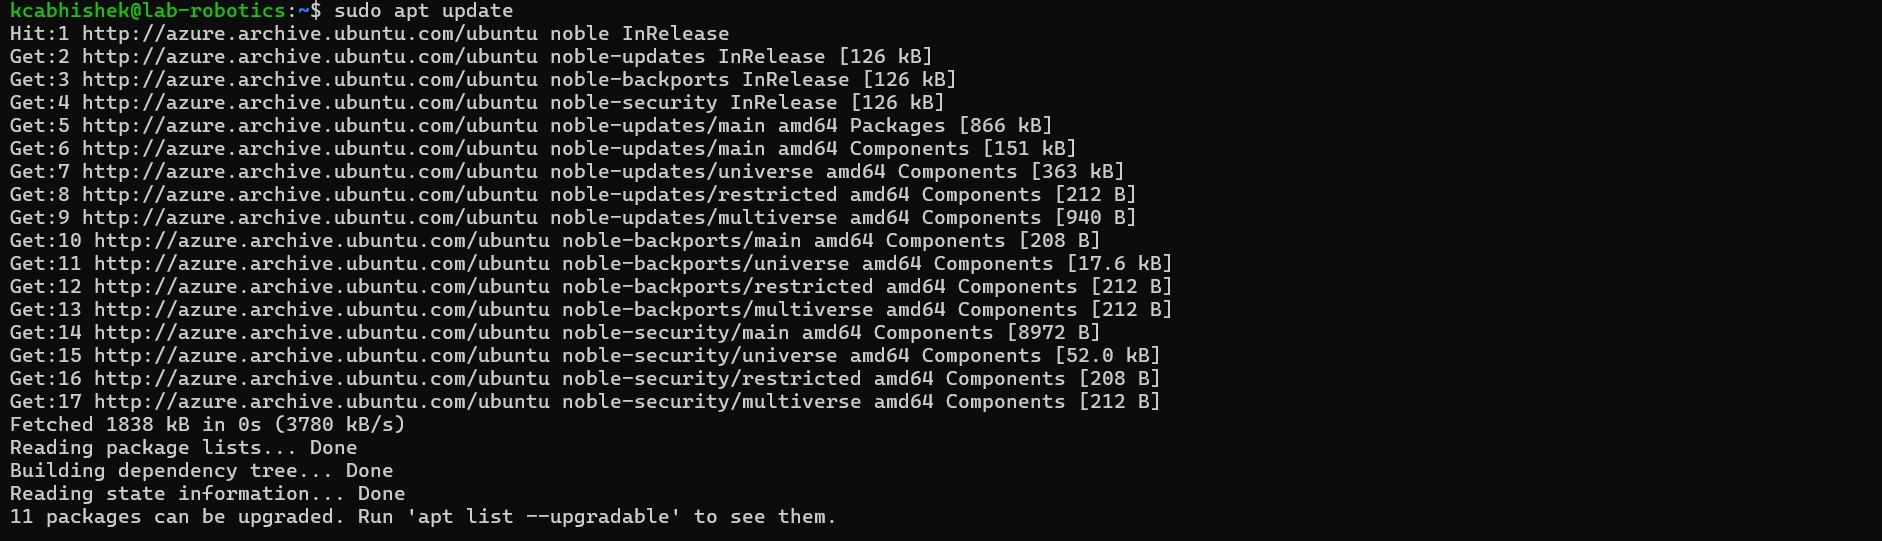 kcabhishek@lab-robotics:~$ sudo apt update
Hit:1 http://azure.archive.ubuntu.com/ubuntu noble InRelease
Get:2 http://azure.archive.ubuntu.com/ubuntu noble-updates InRelease [126 kB]
Get:3 http://azure.archive.ubuntu.com/ubuntu noble-backports InRelease [126 kB]
Get:4 http://azure.archive.ubuntu.com/ubuntu noble-security InRelease [126 kB]
Get:5 http://azure.archive.ubuntu.com/ubuntu noble-updates/main amd64 Packages [866 kB]
Get:6 http://azure.archive.ubuntu.com/ubuntu noble-updates/main amd64 Components [151 kB]
Get:7 http://azure.archive.ubuntu.com/ubuntu noble-updates/universe amd64 Components [363 kB]
Get:8 http://azure.archive.ubuntu.com/ubuntu noble-updates/restricted amd64 Components [212 B]
Get:9 http://azure.archive.ubuntu.com/ubuntu noble-updates/multiverse amd64 Components [940 B]
Get:10 http://azure.archive.ubuntu.com/ubuntu noble-backports/main amd64 Components [208 B]
Get:11 http://azure.archive.ubuntu.com/ubuntu noble-backports/universe amd64 Components [17.6 kB]
Get:12 http://azure.archive.ubuntu.com/ubuntu noble-backports/restricted amd64 Components [212 B]
Get:13 http://azure.archive.ubuntu.com/ubuntu noble-backports/multiverse amd64 Components [212 B]
Get:14 http://azure.archive.ubuntu.com/ubuntu noble-security/main amd64 Components [8972 B]
Get:15 http://azure.archive.ubuntu.com/ubuntu noble-security/universe amd64 Components [52.0 kB]
Get:16 http://azure.archive.ubuntu.com/ubuntu noble-security/restricted amd64 Components [208 B]
Get:17 http://azure.archive.ubuntu.com/ubuntu noble-security/multiverse amd64 Components [212 B]
Fetched 1838 kB in 0s (3780 kB/s)
Reading package lists... Done
Building dependency tree... Done
Reading state information... Done
11 packages can be upgraded. Run 'apt list --upgradable' to see them.